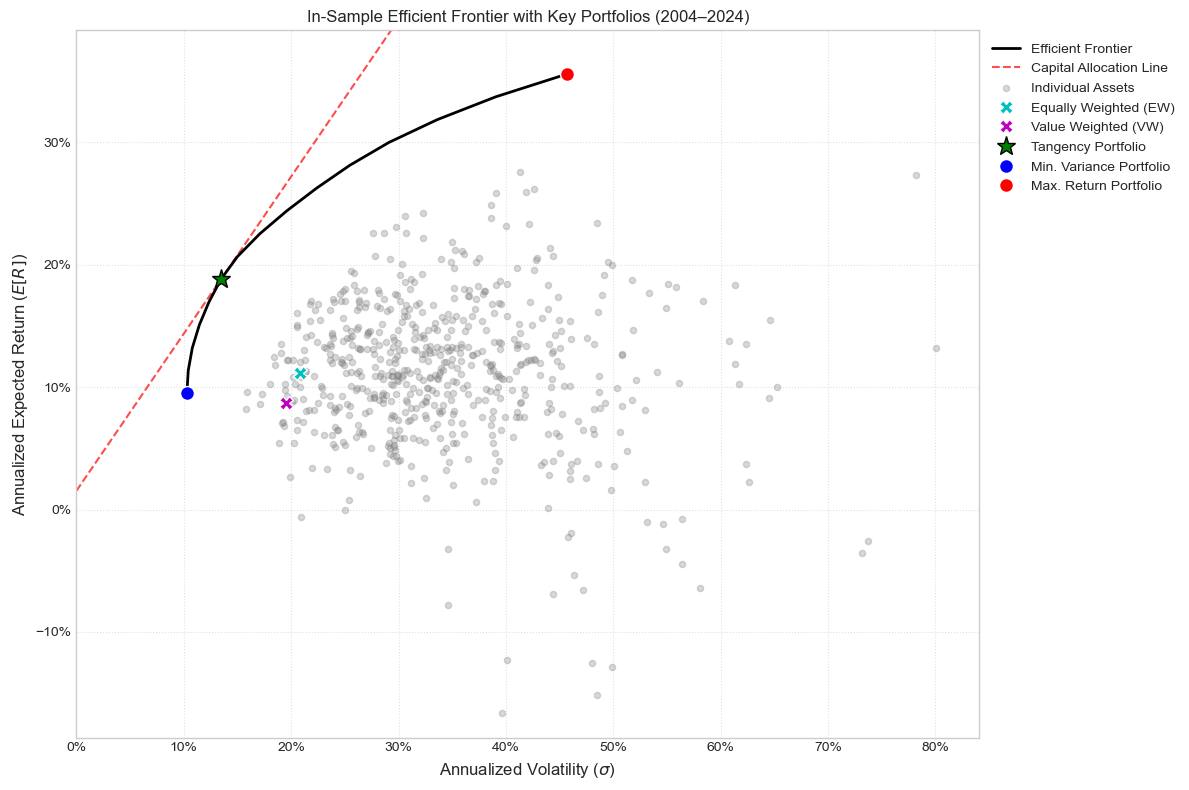 In-Sample Efficient Frontier with Key Portfolios (2004–2024)
Efficient Frontier
Capital Allocation Line
Individual Assets
Equally Weighted (EW)
Value Weighted (VW)
Tangency Portfolio
Min. Variance Portfolio
Max. Return Portfolio
Annualized Expected Return (E[R])
30%
20%
10%
0%
−10%
0% 10% 20% 30% 40% 50% 60% 70% 80%
Annualized Volatility (σ)